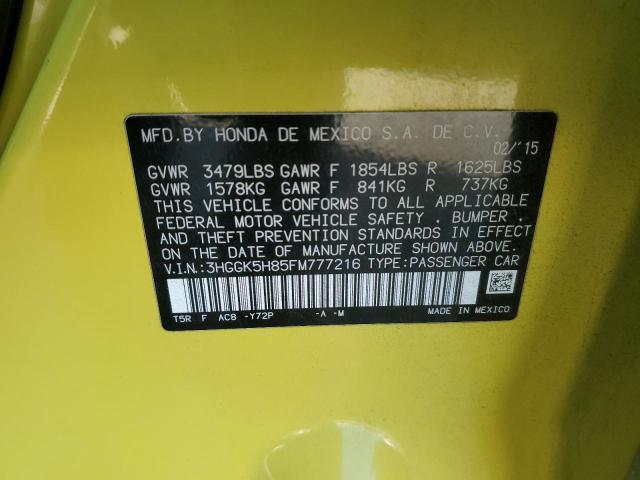 MFD.BY HONDA DE MEXICO S.A. DE C.V.
02/'15
GVWR 3479LBS GAWR F 1854LBS R 1625LBS
GVWR 1578KG GAWR F 841KG R 737KG
THIS VEHICLE CONFORMS TO ALL APPLICABLE
FEDERAL MOTOR VEHICLE SAFETY . BUMPER .
AND THEFT PREVENTION STANDARDS IN EFFECT
ON THE DATE OF MANUFACTURE SHOWN ABOVE.
V.I.N:3HGGK5H85FM777216 TYPE:PASSENGER CAR
T5R F AC8 -Y72P -A -M MADE IN MEXICO